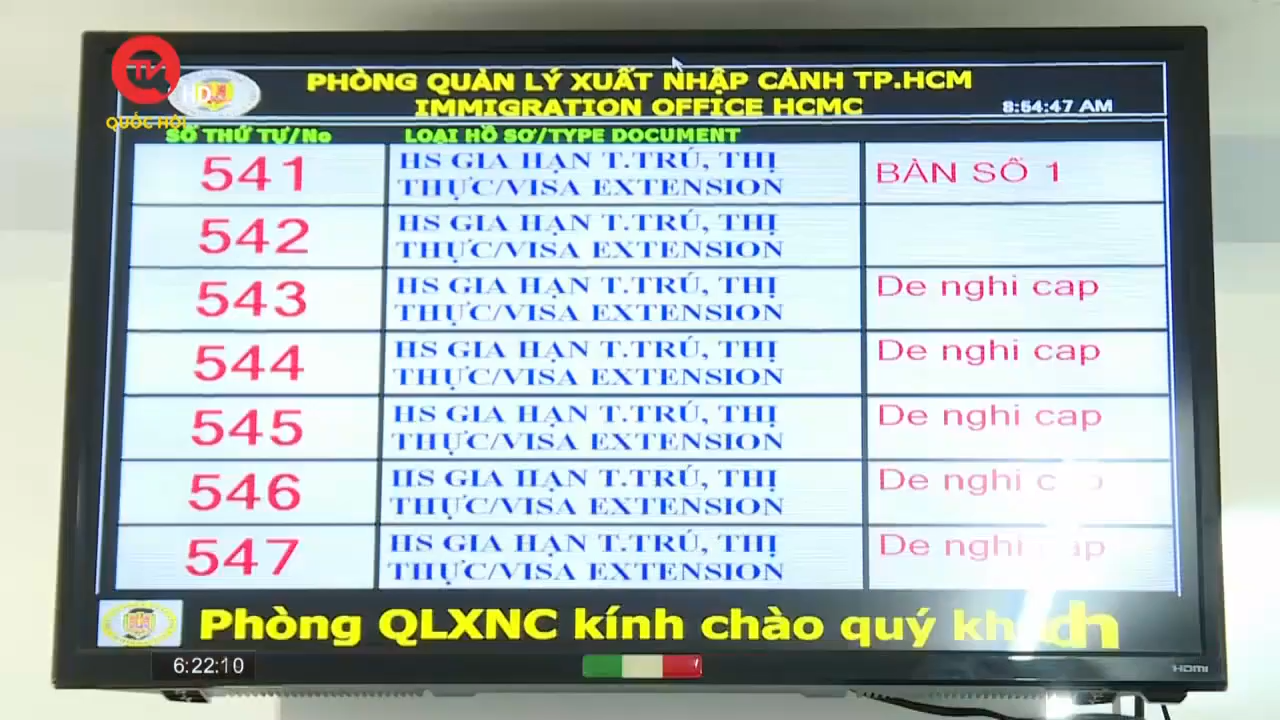 TV
HD
QUỐC HỘI
PHÒNG QUẢN LÝ XUẤT NHẬP CẢNH TP.HCM
IMMIGRATION OFFICE HCMC
8:54:47 AM
SỐ THỨ TỰ/No
LOẠI HỒ SƠ/TYPE DOCUMENT
541
HS GIA HẠN T.TRÚ, THỊ
THỰC/VISA EXTENSION
BÀN SỐ 1
542
HS GIA HẠN T.TRÚ, THỊ
THỰC/VISA EXTENSION
543
HS GIA HẠN T.TRÚ, THỊ
THỰC/VISA EXTENSION
De nghi cap
544
HS GIA HẠN T.TRÚ, THỊ
THỰC/VISA EXTENSION
De nghi cap
545
HS GIA HẠN T.TRÚ, THỊ
THỰC/VISA EXTENSION
De nghi cap
546
HS GIA HẠN T.TRÚ, THỊ
THỰC/VISA EXTENSION
De nghi cap
547
HS GIA HẠN T.TRÚ, THỊ
THỰC/VISA EXTENSION
De nghi cap
Phòng QLXNC kính chào quý khách
6:22:10
HDMI